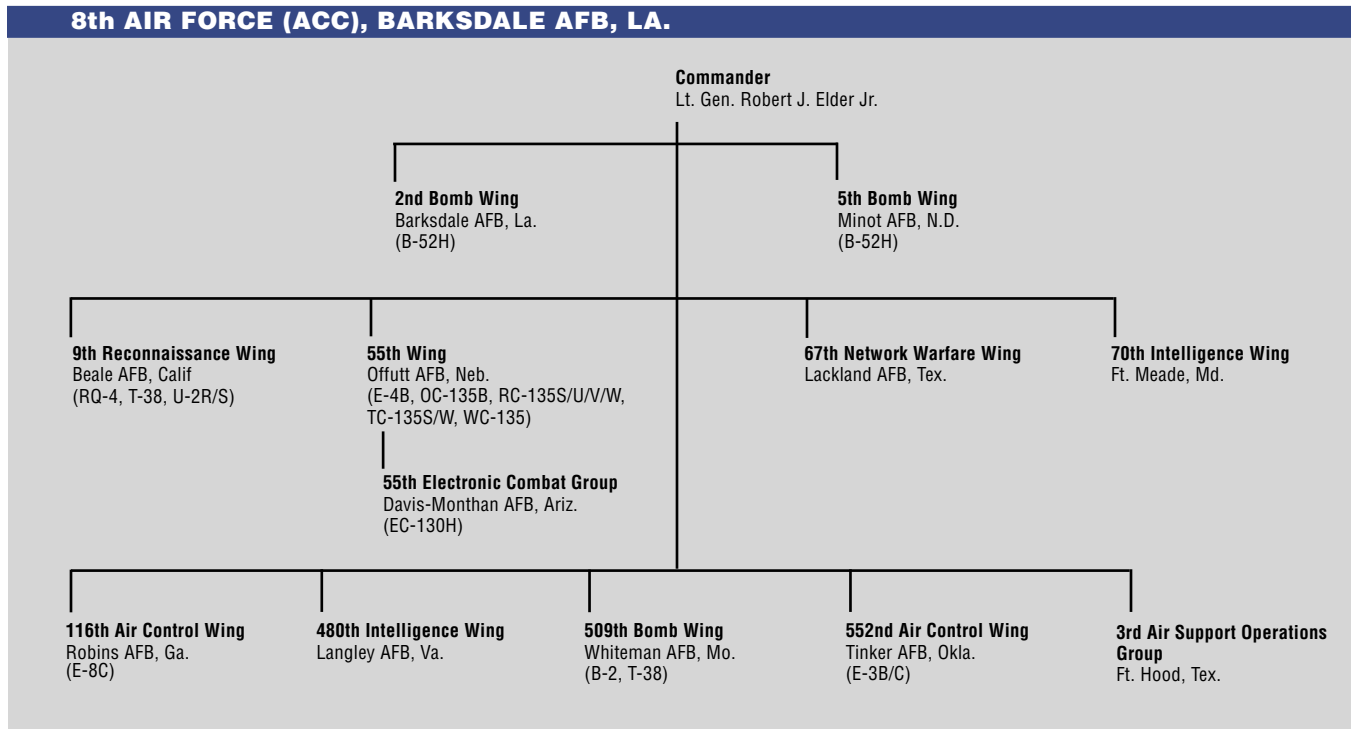 8th AIR FORCE (ACC), BARKSDALE AFB, LA.
Commander
Lt. Gen. Robert J. Elder Jr.
2nd Bomb Wing
Barksdale AFB, La.
(B-52H)
5th Bomb Wing
Minot AFB, N.D.
(B-52H)
9th Reconnaissance Wing
Beale AFB, Calif
(RQ-4, T-38, U-2R/S)
55th Wing
Offutt AFB, Neb.
(E-4B, OC-135B, RC-135S/U/V/W,
TC-135S/W, WC-135)
55th Electronic Combat Group
Davis-Monthan AFB, Ariz.
(EC-130H)
67th Network Warfare Wing
Lackland AFB, Tex.
70th Intelligence Wing
Ft. Meade, Md.
116th Air Control Wing
Robins AFB, Ga.
(E-8C)
480th Intelligence Wing
Langley AFB, Va.
509th Bomb Wing
Whiteman AFB, Mo.
(B-2, T-38)
552nd Air Control Wing
Tinker AFB, Okla.
(E-3B/C)
3rd Air Support Operations
Group
Ft. Hood, Tex.